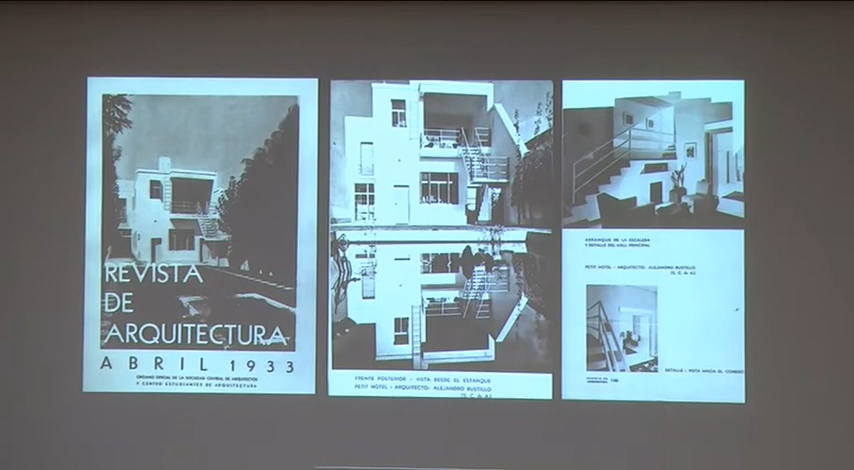 REVISTA
DE
ARQUITECTURA
ABRIL 1933
ORGANO OFICIAL DE LA SOCIEDAD CENTRAL DE ARQUITECTOS
Y CENTRO ESTUDIANTES DE ARQUITECTURA
FRENTE POSTERIOR - VISTA DESDE EL ESTANQUE
PETIT HOTEL - ARQUITECTO: ALEJANDRO BUSTILLO
(S. C. de A.)
ARRANQUE DE LA ESCALERA
Y DETALLE DEL HALL PRINCIPAL
PETIT HOTEL - ARQUITECTO: ALEJANDRO BUSTILLO
(S. C. de A.)
DETALLE - VISTA HACIA EL COMEDOR